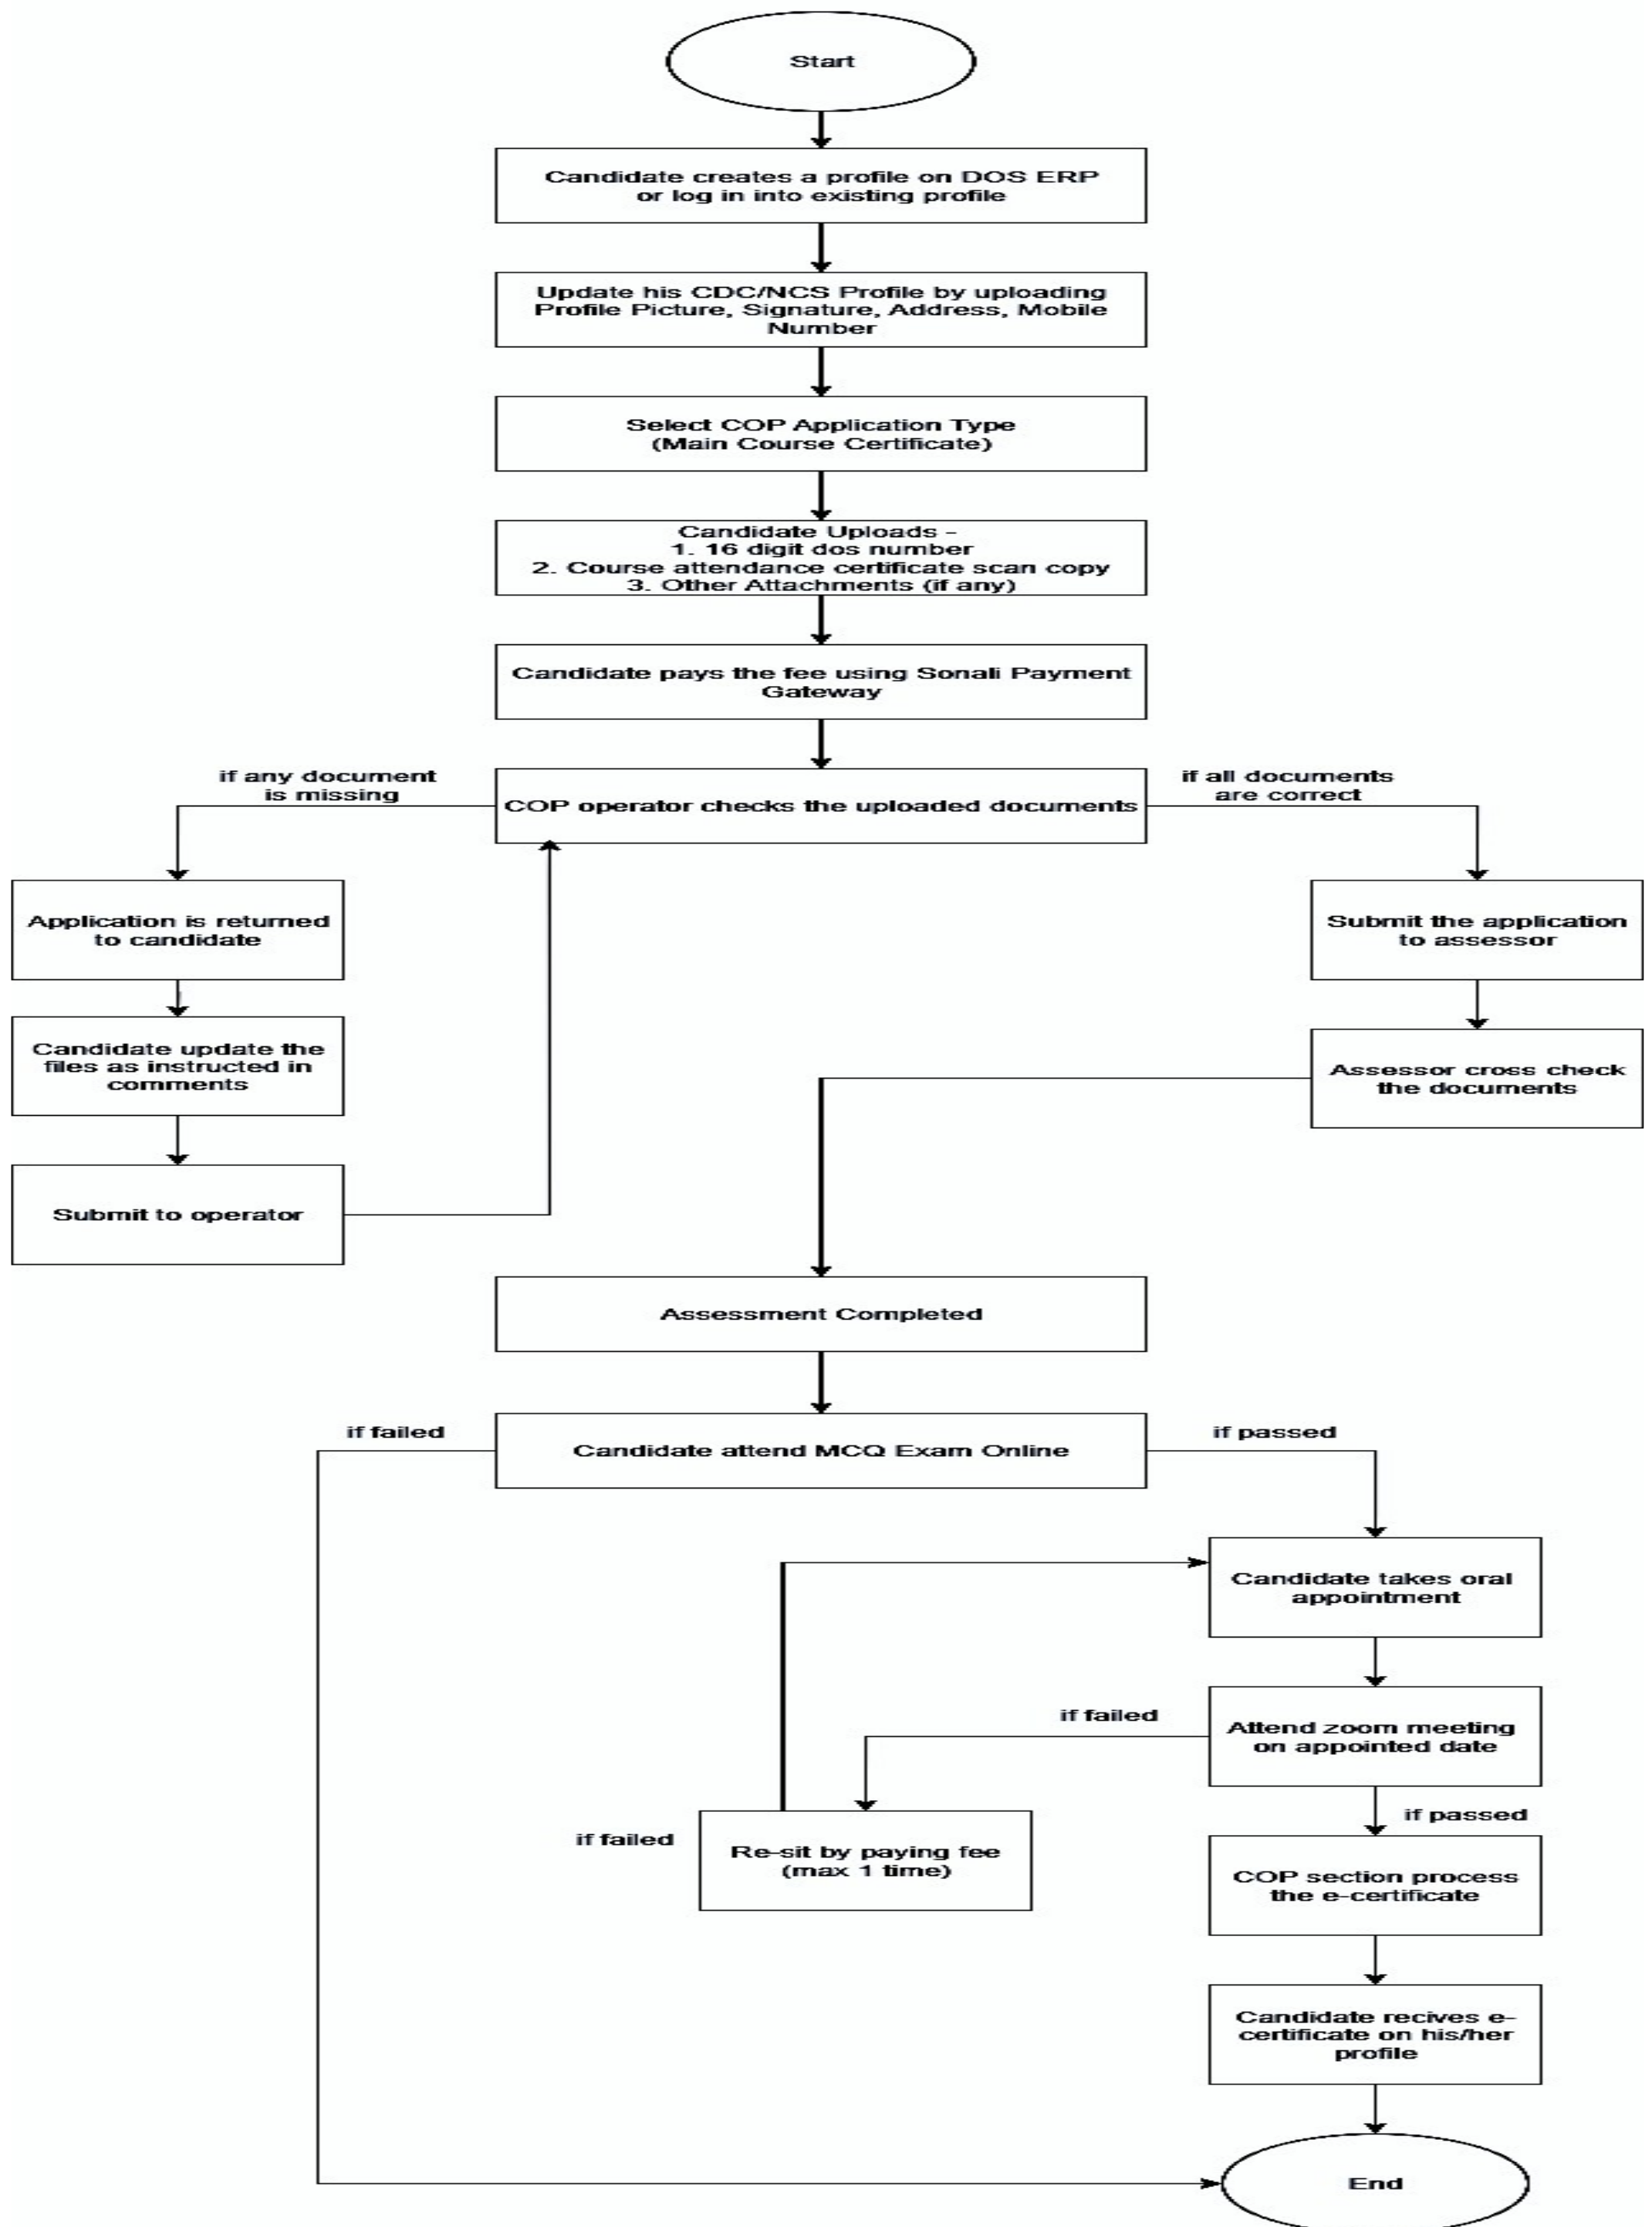 Start
Candidate creates a profile on DOS ERP
or log in into existing profile
Update his CDC/NCS Profile by uploading
Profile Picture, Signature, Address, Mobile
Number
Select COP Application Type
(Main Course Certificate)
Candidate Uploads -
1. 16 digit dos number
2. Course attendance certificate scan copy
3. Other Attachments (if any)
Candidate pays the fee using Sonali Payment
Gateway
if any document
is missing
COP operator checks the uploaded documents
if all documents
are correct
Application is returned
to candidate
Submit the application
to assessor
Candidate update the
files as instructed in
comments
Assessor cross check
the documents
Submit to operator
Assessment Completed
if failed
Candidate attend MCQ Exam Online
if passed
Candidate takes oral
appointment
if failed
Attend zoom meeting
on appointed date
if passed
if failed
Re-sit by paying fee
(max 1 time)
COP section process
the e-certificate
Candidate recives e-
certificate on his/her
profile
End